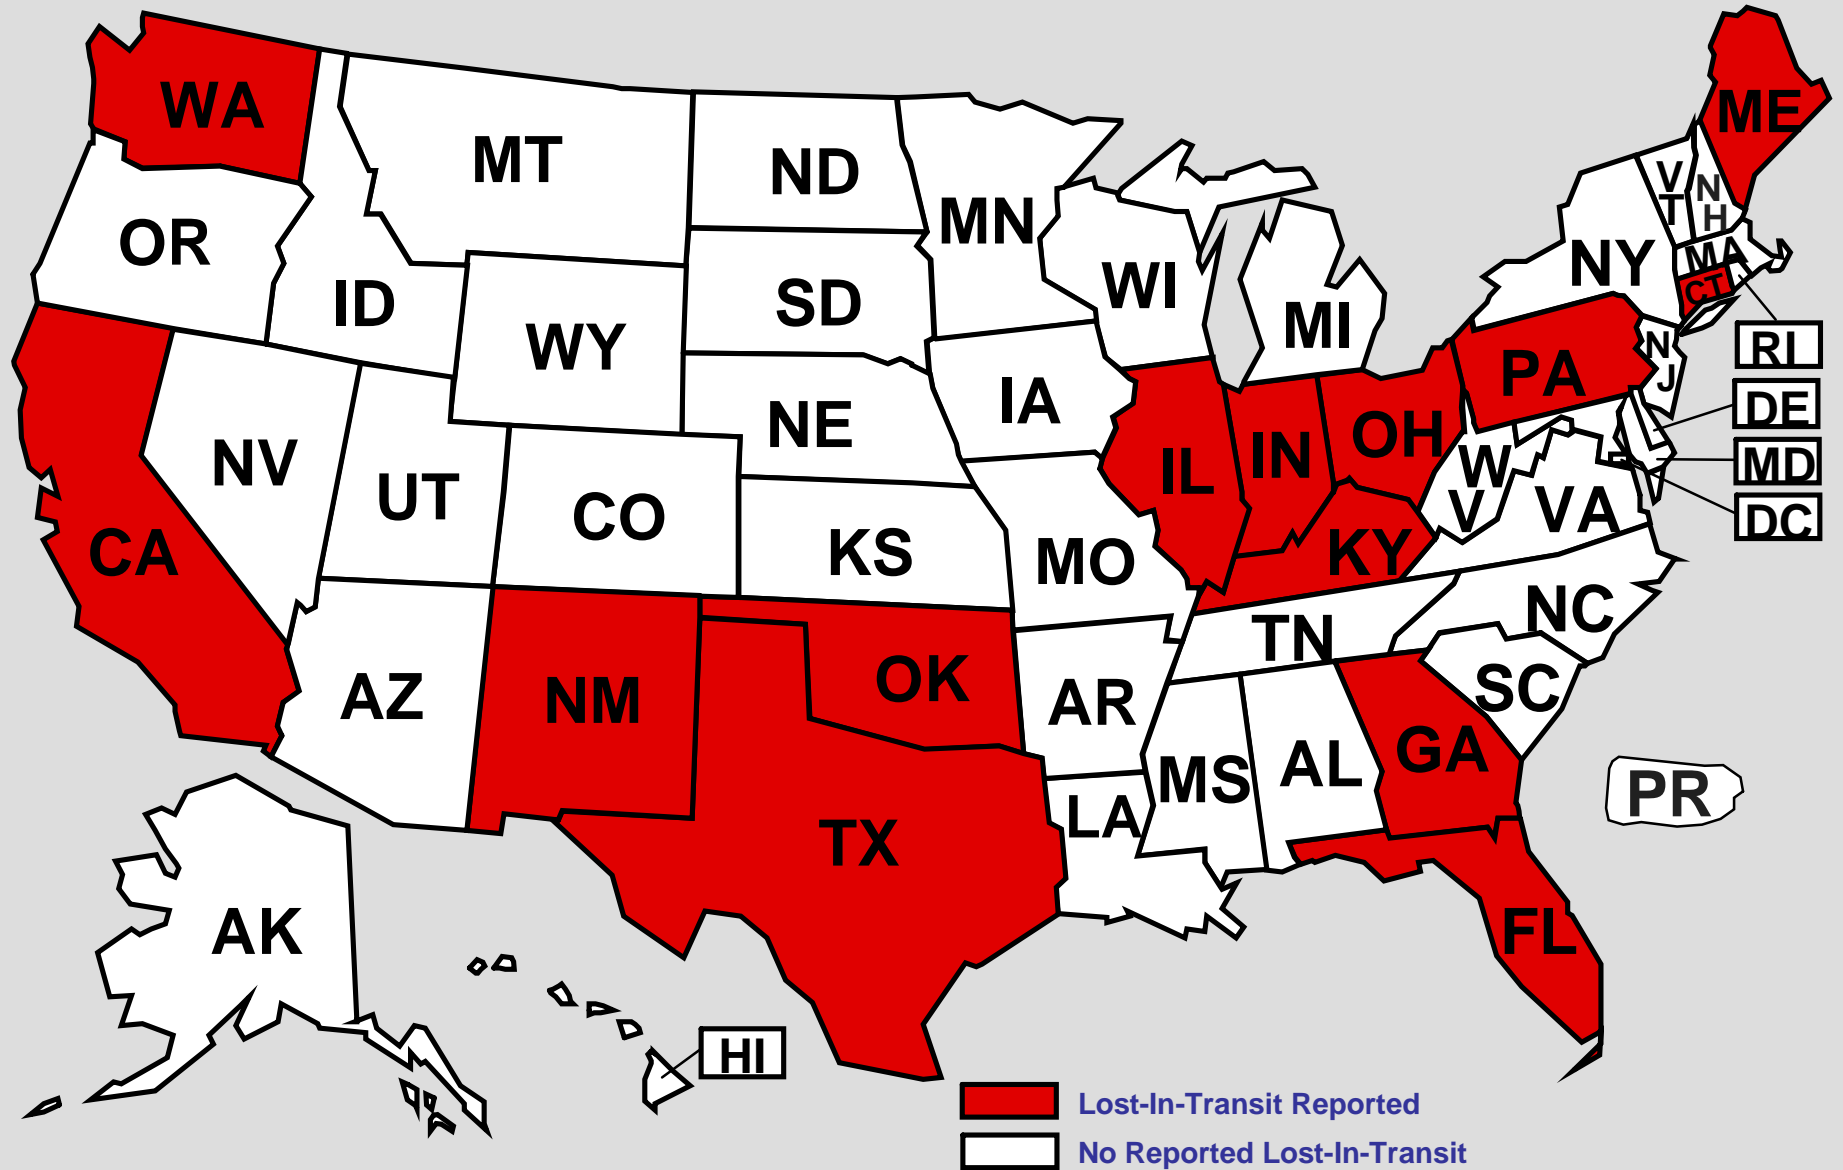 WA
MT
ND
MN
ME
OR
ID
WY
SD
WI
MI
NY
VT
NH
MA
CT
RI
NV
UT
CO
NE
IA
IL
IN
OH
PA
NJ
DE
MD
DC
CA
KS
MO
KY
WV
VA
AZ
NM
OK
AR
TN
NC
SC
TX
LA
MS
AL
GA
PR
FL
AK
HI
Lost-In-Transit Reported
No Reported Lost-In-Transit